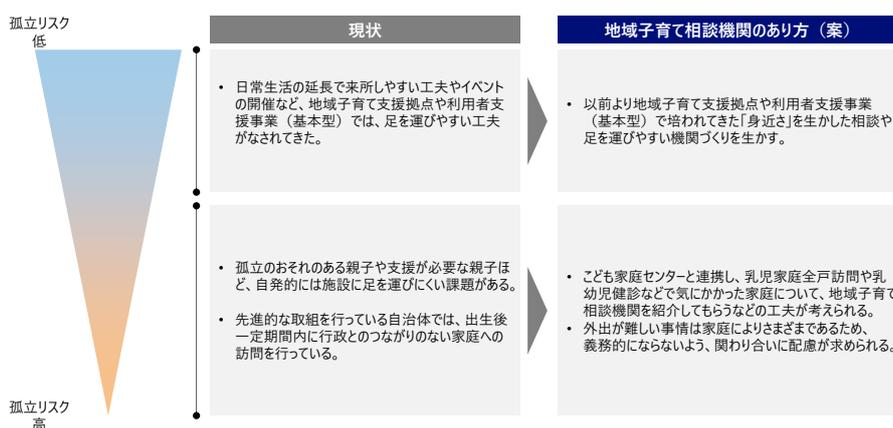 孤立リスク
低
現状
地域子育て相談機関のあり方（案）
• 日常生活の延長で来所しやすい工夫やイベント
の開催など、地域子育て支援拠点や利用者支
援事業（基本型）では、足を運びやすい工夫
がなされてきた。
• 以前より地域子育て支援拠点や利用者支援事業
（基本型）で培われてきた「身近さ」を生かした相談や
足を運びやすい機関づくりを生かす。
• 孤立のおそれのある親子や支援が必要な親子ほ
ど、自発的には施設に足を運びにくい課題がある。
• 先進的な取組を行っている自治体では、出生後
一定期間内に行政とのつながりのない家庭への
訪問を行っている。
• こども家庭センターと連携し、乳児家庭全戸訪問や乳
幼児健診などで気にかかった家庭について、地域子育て
相談機関を紹介してもらうなどの工夫が考えられる。
• 外出が難しい事情は家庭によりさまざまであるため、
義務的にならないよう、関わり合いに配慮が求められる。
孤立リスク
高